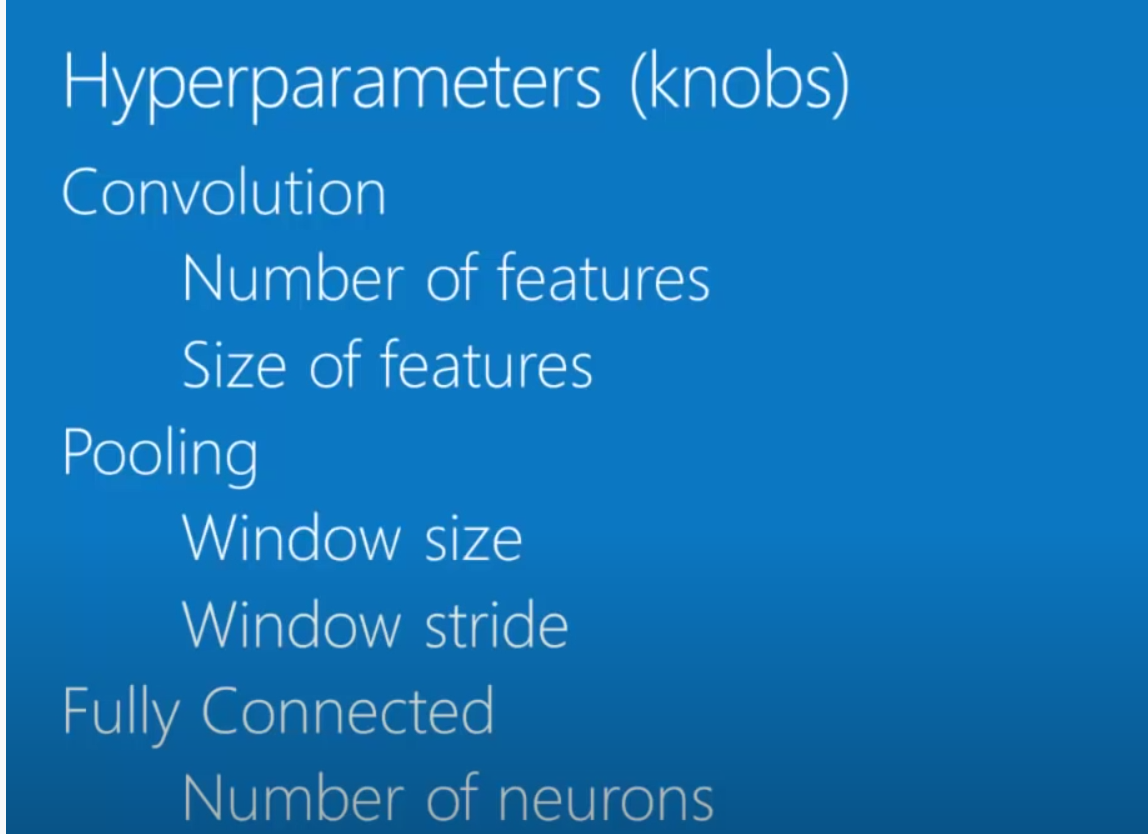 Hyperparameters (knobs)
Convolution
Number of features
Size of features
Pooling
Window size
Window stride
Fully Connected
Number of neurons